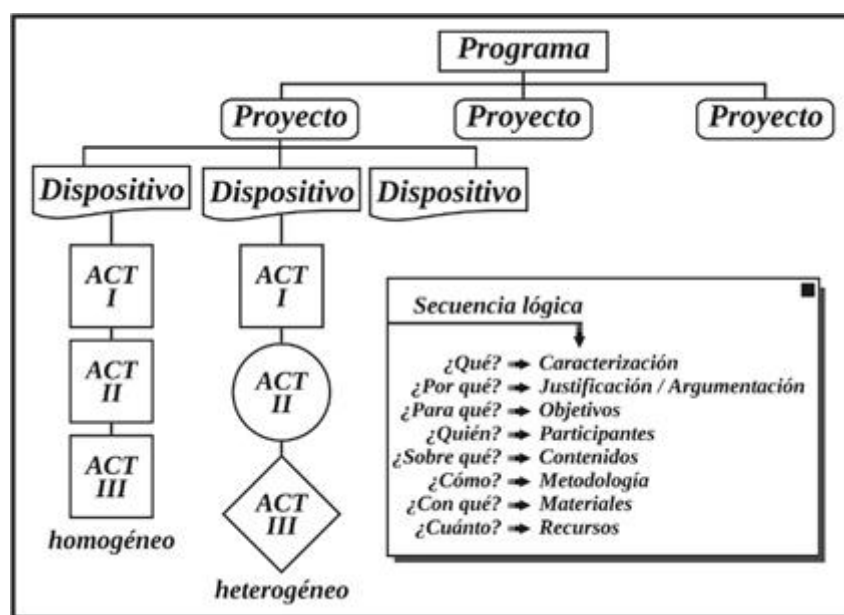 Programa
Proyecto Proyecto Proyecto
Dispositivo Dispositivo Dispositivo
ACT
I
ACT
II
ACT
III
homogéneo
ACT
I
ACT
II
ACT
III
heterogéneo
Secuencia lógica
¿Qué? Caracterización
¿Por qué? Justificación / Argumentación
¿Para qué? Objetivos
¿Quién? Participantes
¿Sobre qué? Contenidos
¿Cómo? Metodología
¿Con qué? Materiales
¿Cuánto? Recursos